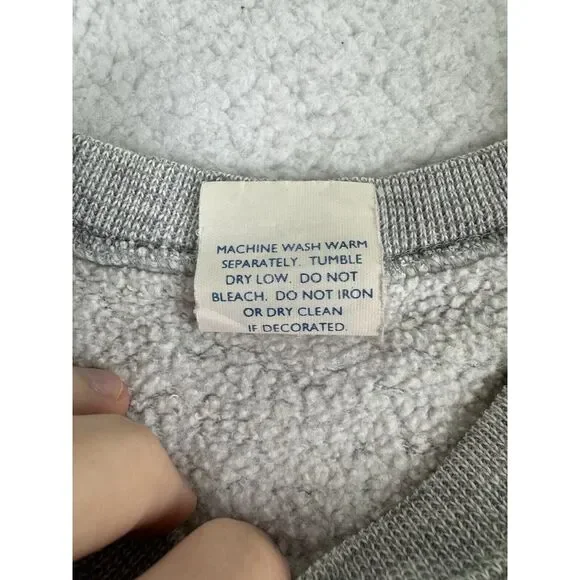 MACHINE WASH WARM
SEPARATELY. TUMBLE
DRY LOW. DO NOT
BLEACH. DO NOT IRON
OR DRY CLEAN
IF DECORATED.